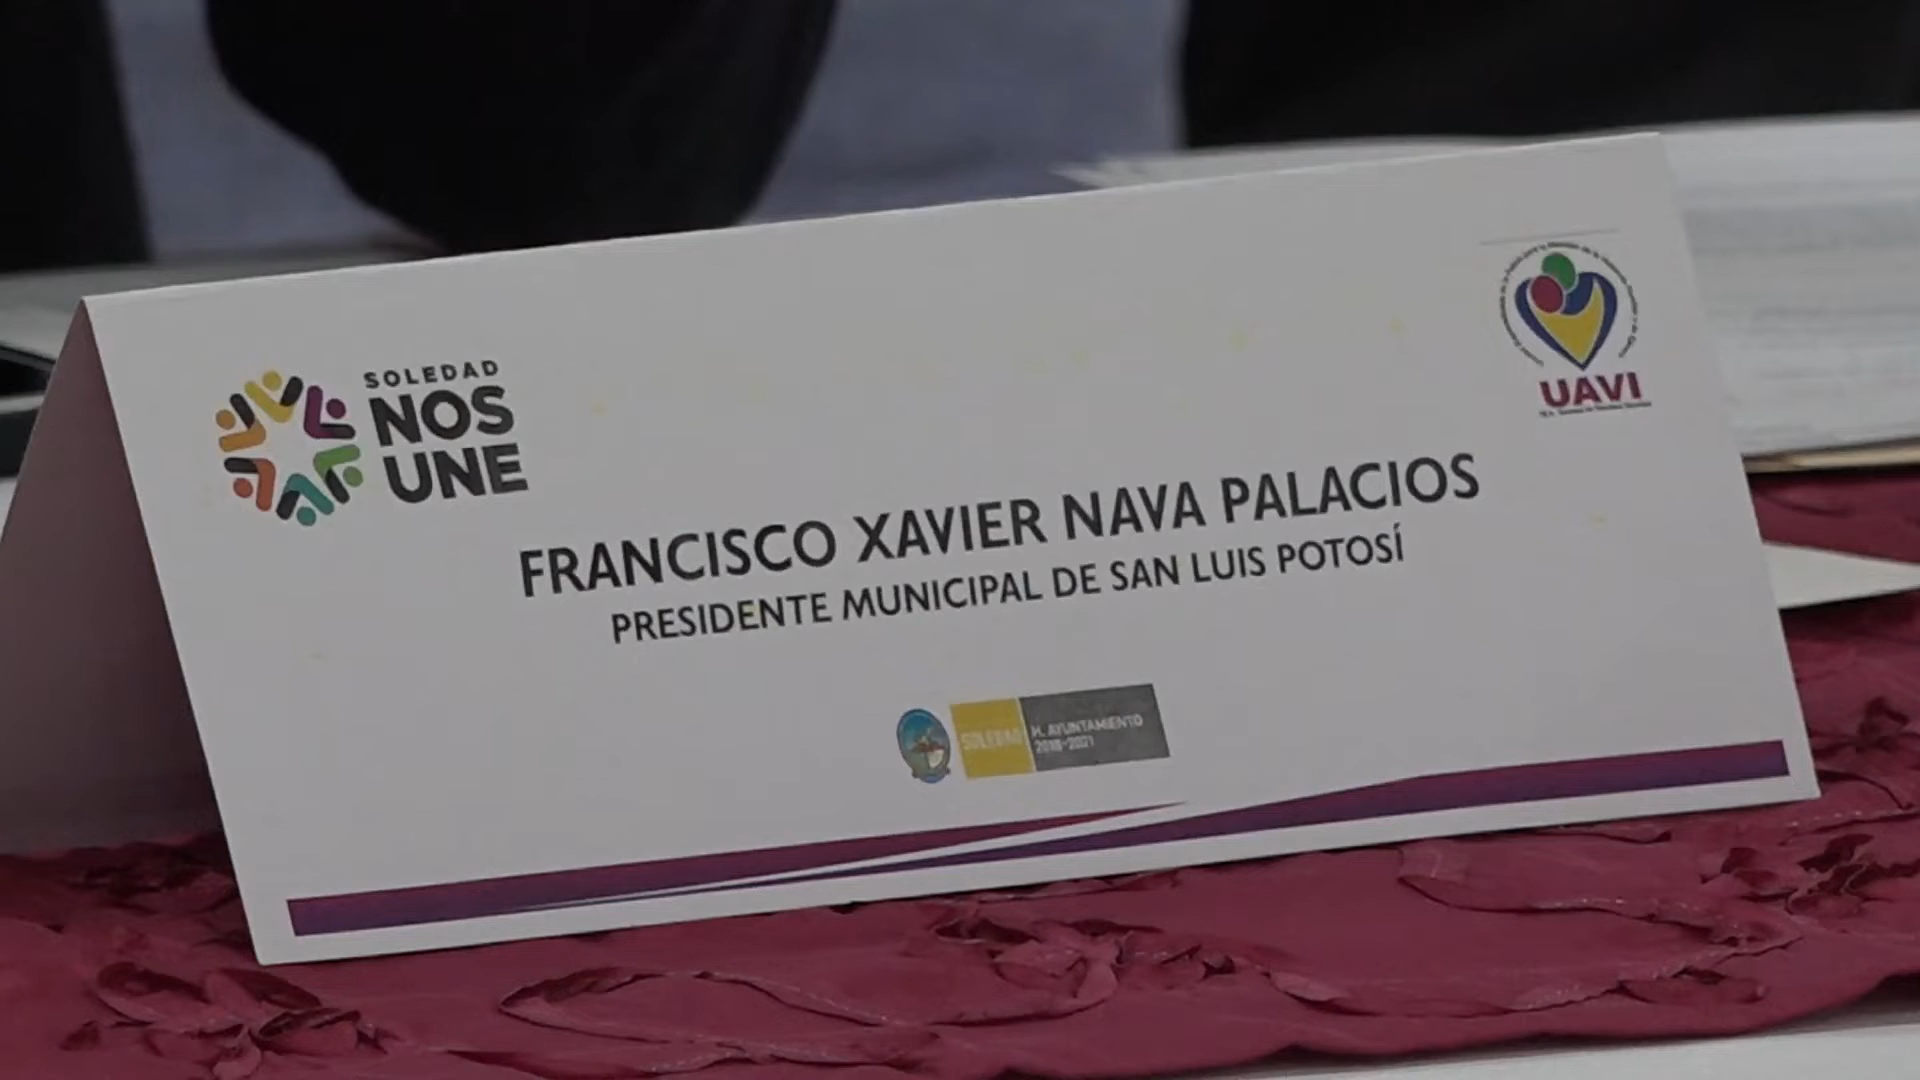 SOLEDAD
NOS
UNE
UAVI
FRANCISCO XAVIER NAVA PALACIOS
PRESIDENTE MUNICIPAL DE SAN LUIS POTOSÍ
SOLEDAD
H. AYUNTAMIENTO
2018-2021